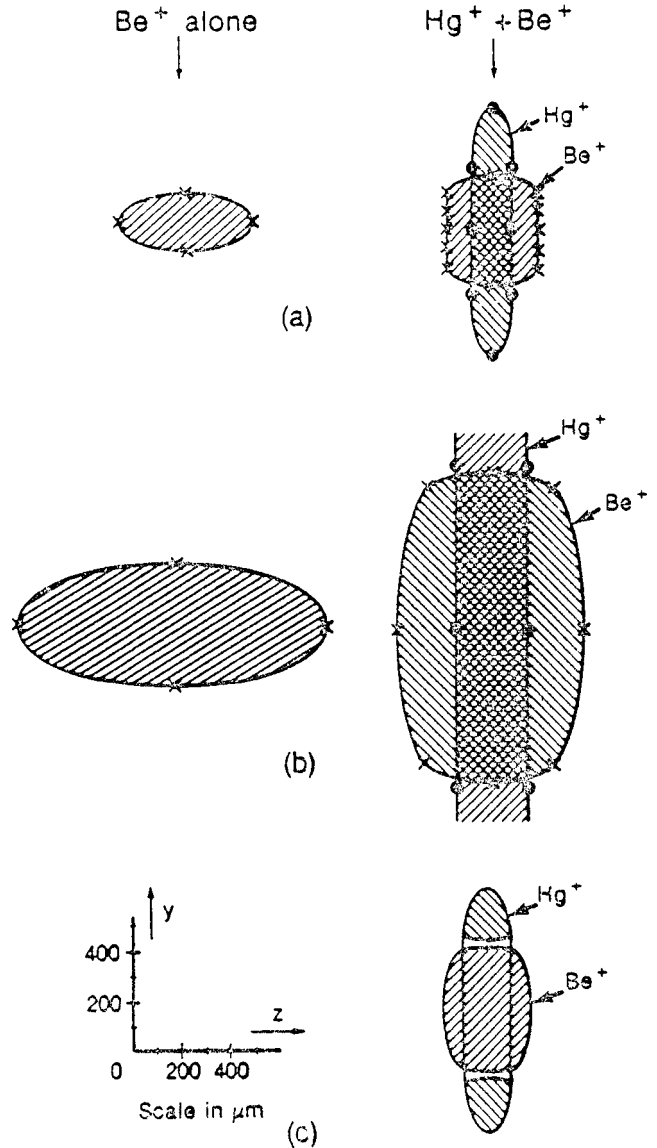 Be⁺ alone
Hg⁺ + Be⁺
Hg⁺
Be⁺
(a)
Hg⁺
Be⁺
(b)
Hg⁺
Be⁺
y
400
200
z
0 200 400
Scale in μm
(c)